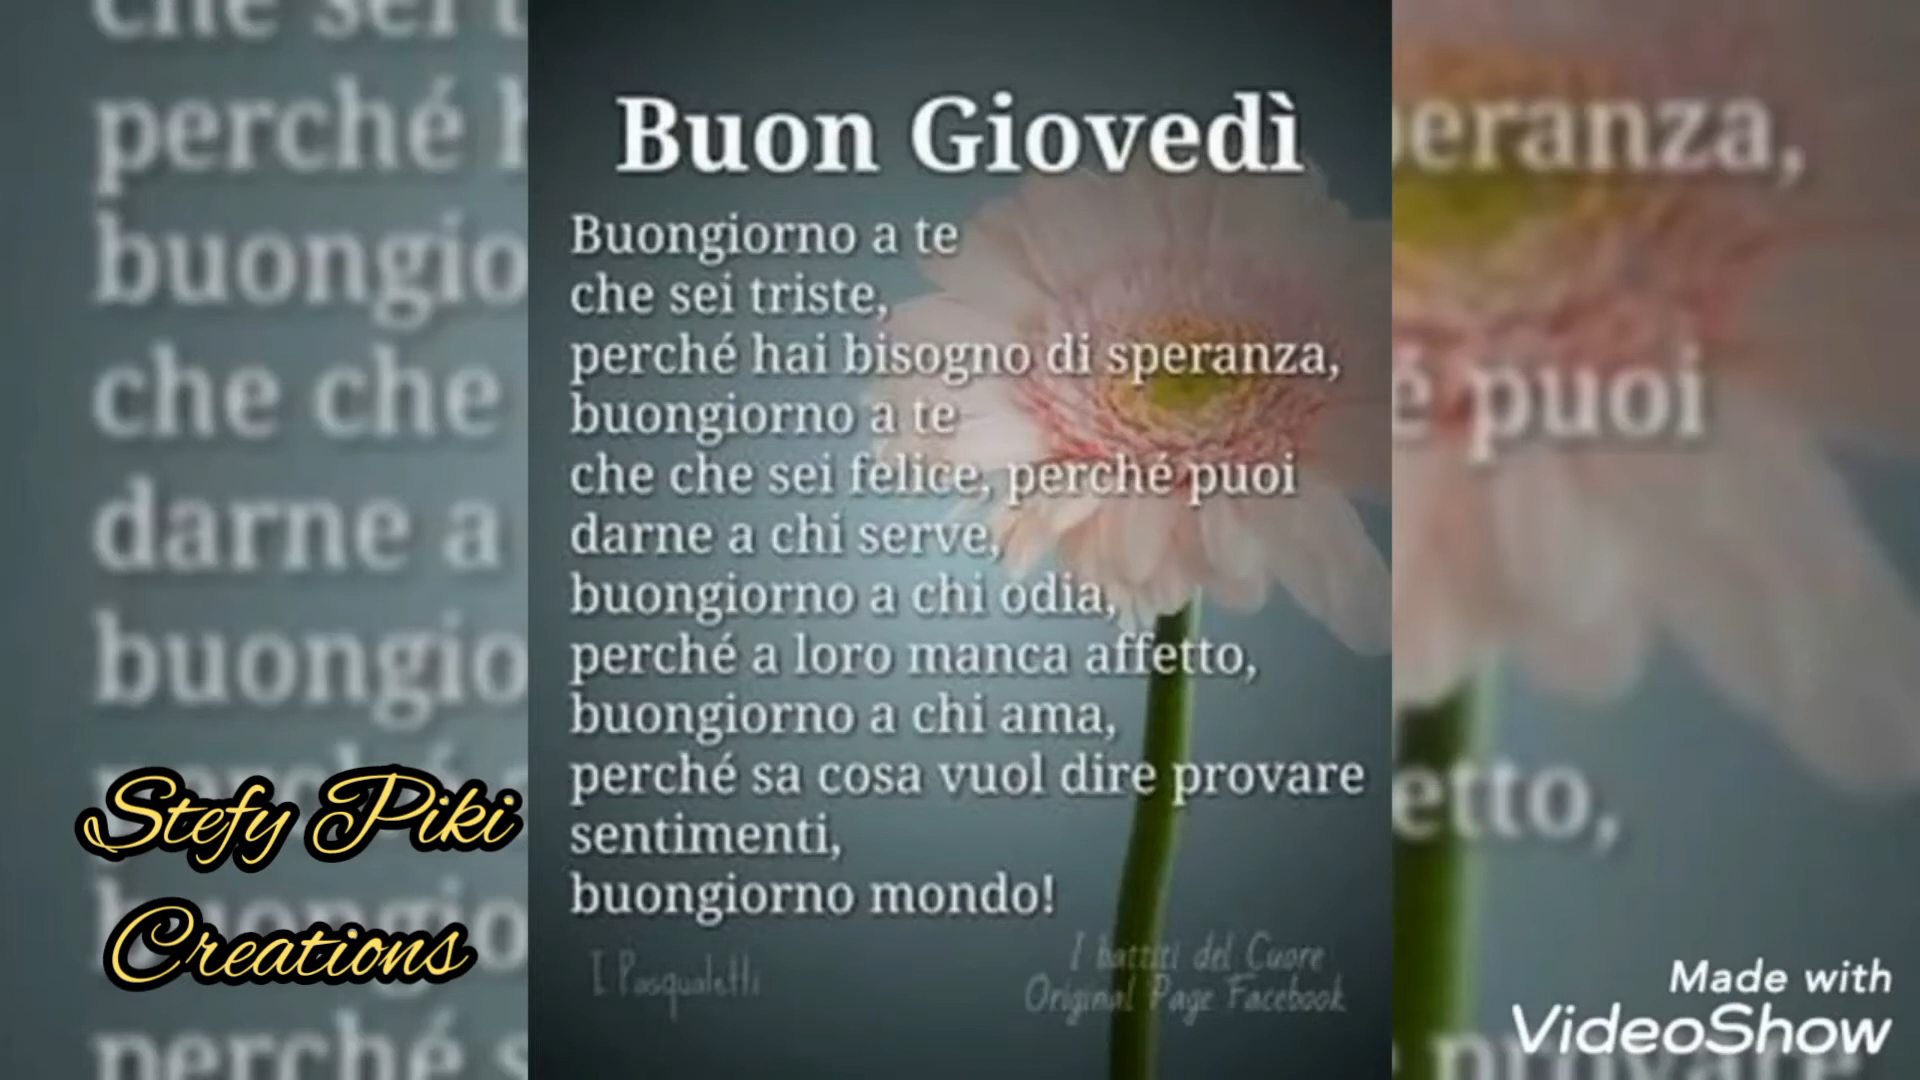 Buon Giovedì
Buongiorno a te
che sei triste,
perché hai bisogno di speranza,
buongiorno a te
che che sei felice, perché puoi
darne a chi serve,
buongiorno a chi odia,
perché a loro manca affetto,
buongiorno a chi ama,
perché sa cosa vuol dire provare
sentimenti,
buongiorno mondo!
I Pasqualetti
I battiti del Cuore
Original Page Facebook
Stefy Piki
Creations
Made with
VideoShow